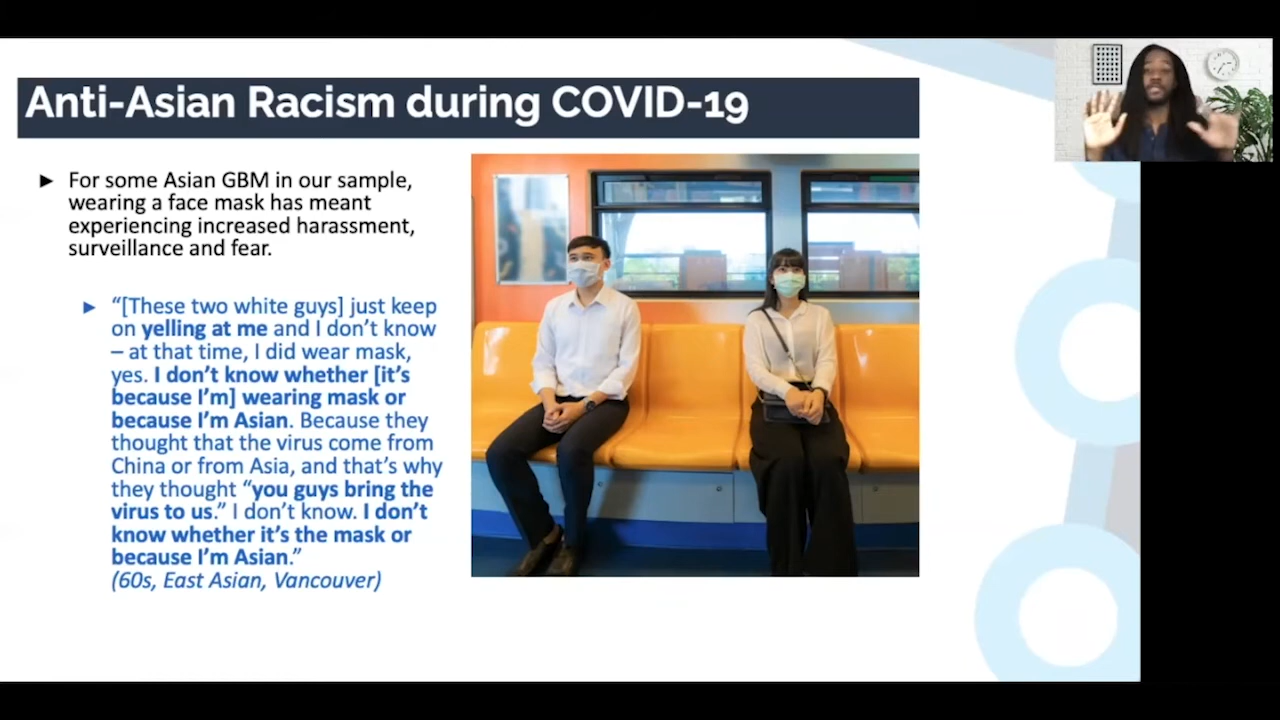 Anti-Asian Racism during COVID-19
► For some Asian GBM in our sample,
wearing a face mask has meant
experiencing increased harassment,
surveillance and fear.
► “[These two white guys] just keep
on yelling at me and I don’t know
– at that time, I did wear mask,
yes. I don’t know whether [it’s
because I’m] wearing mask or
because I’m Asian. Because they
thought that the virus come from
China or from Asia, and that’s why
they thought “you guys bring the
virus to us.” I don’t know. I don’t
know whether it’s the mask or
because I’m Asian.”
(60s, East Asian, Vancouver)